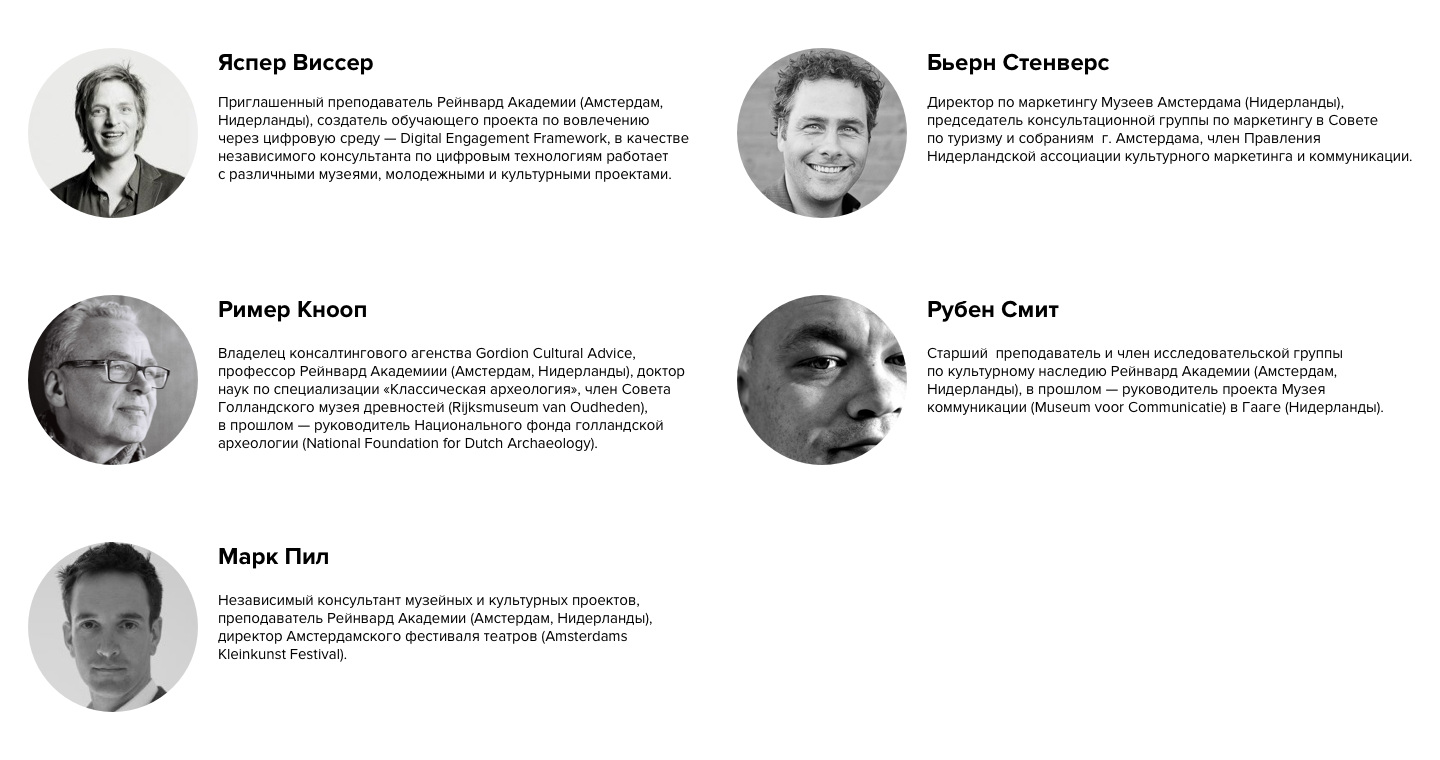 Яспер Виссер
Приглашенный преподаватель Рейнвард Академии (Амстердам,
Нидерланды), создатель обучающего проекта по вовлечению
через цифровую среду — Digital Engagement Framework, в качестве
независимого консультанта по цифровым технологиям работает
с различными музеями, молодежными и культурными проектами.
Бьерн Стенверс
Директор по маркетингу Музеев Амстердама (Нидерланды),
председатель консультационной группы по маркетингу в Совете
по туризму и собраниям  г. Амстердама, член Правления
Нидерландской ассоциации культурного маркетинга и коммуникации.
Ример Кнооп
Владелец консалтингового агенства Gordion Cultural Advice,
профессор Рейнвард Академиии (Амстердам, Нидерланды), доктор
наук по специализации «Классическая археология», член Совета
Голландского музея древностей (Rijksmuseum van Oudheden),
в прошлом — руководитель Национального фонда голландской
археологии (National Foundation for Dutch Archaeology).
Рубен Смит
Старший  преподаватель и член исследовательской группы
по культурному наследию Рейнвард Академии (Амстердам,
Нидерланды), в прошлом — руководитель проекта Музея
коммуникации (Museum voor Communicatie) в Гааге (Нидерланды).
Марк Пил
Независимый консультант музейных и культурных проектов,
преподаватель Рейнвард Академии (Амстердам, Нидерланды),
директор Амстердамского фестиваля театров (Amsterdams
Kleinkunst Festival).